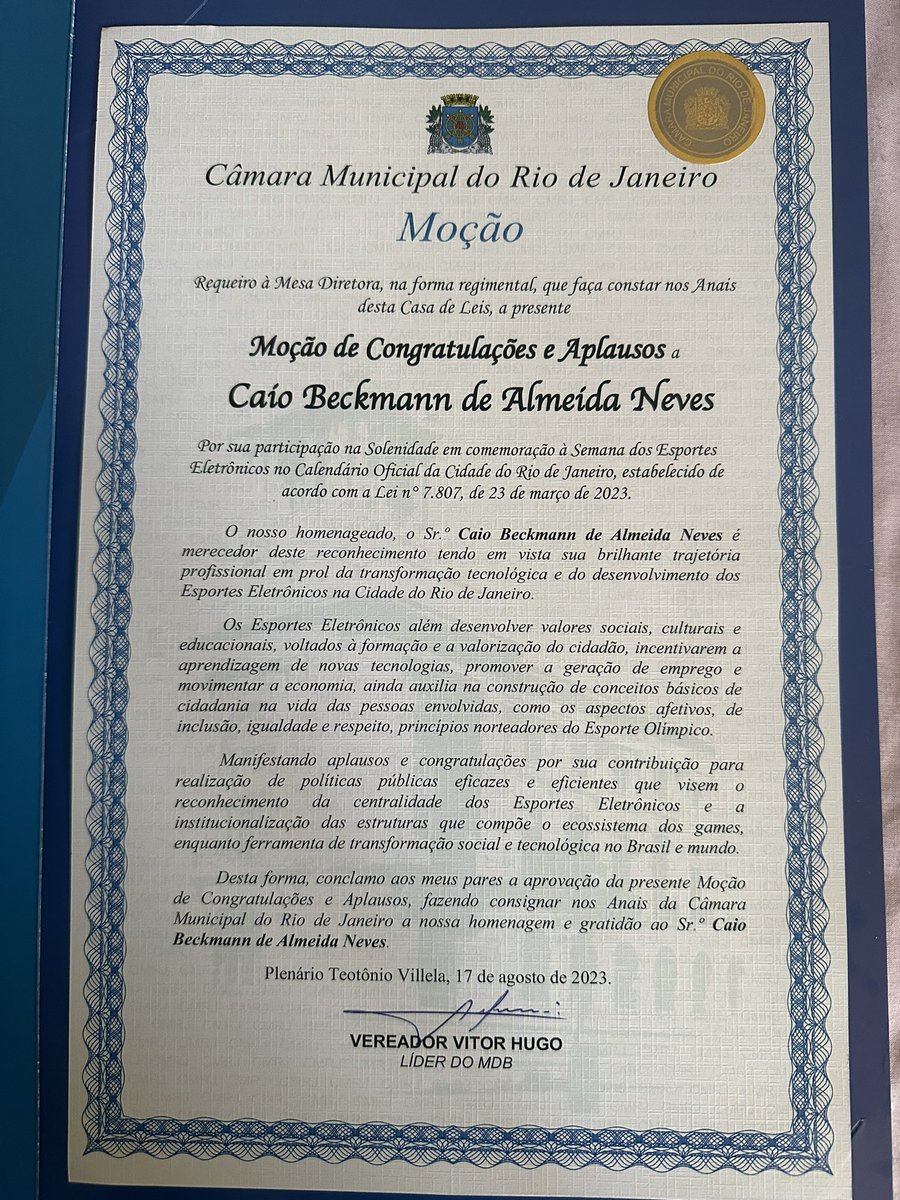 CÂMARA MUNICIPAL DO RIO DE JANEIRO
Câmara Municipal do Rio de Janeiro
Moção
Requeiro à Mesa Diretora, na forma regimental, que faça constar nos Anais
desta Casa de Leis, a presente
Moção de Congratulações e Aplausos a
Caio Beckmann de Almeida Neves
Por sua participação na Solenidade em comemoração à Semana dos Esportes
Eletrônicos no Calendário Oficial da Cidade do Rio de Janeiro, estabelecido de
acordo com a Lei n° 7.807, de 23 de março de 2023.
O nosso homenageado, o Sr.º Caio Beckmann de Almeida Neves é
merecedor deste reconhecimento tendo em vista sua brilhante trajetória
profissional em prol da transformação tecnológica e do desenvolvimento dos
Esportes Eletrônicos na Cidade do Rio de Janeiro.
Os Esportes Eletrônicos além desenvolver valores sociais, culturais e
educacionais, voltados à formação e a valorização do cidadão, incentivarem a
aprendizagem de novas tecnologias, promover a geração de emprego e
movimentar a economia, ainda auxilia na construção de conceitos básicos de
cidadania na vida das pessoas envolvidas, como os aspectos afetivos, de
inclusão, igualdade e respeito, princípios norteadores do Esporte Olímpico.
Manifestando aplausos e congratulações por sua contribuição para
realização de políticas públicas eficazes e eficientes que visem o
reconhecimento da centralidade dos Esportes Eletrônicos e a
institucionalização das estruturas que compõe o ecossistema dos games,
enquanto ferramenta de transformação social e tecnológica no Brasil e mundo.
Desta forma, conclamo aos meus pares a aprovação da presente Moção
de Congratulações e Aplausos, fazendo consignar nos Anais da Câmara
Municipal do Rio de Janeiro a nossa homenagem e gratidão ao Sr.º Caio
Beckmann de Almeida Neves.
Plenário Teotônio Villela, 17 de agosto de 2023.
VEREADOR VITOR HUGO
LÍDER DO MDB